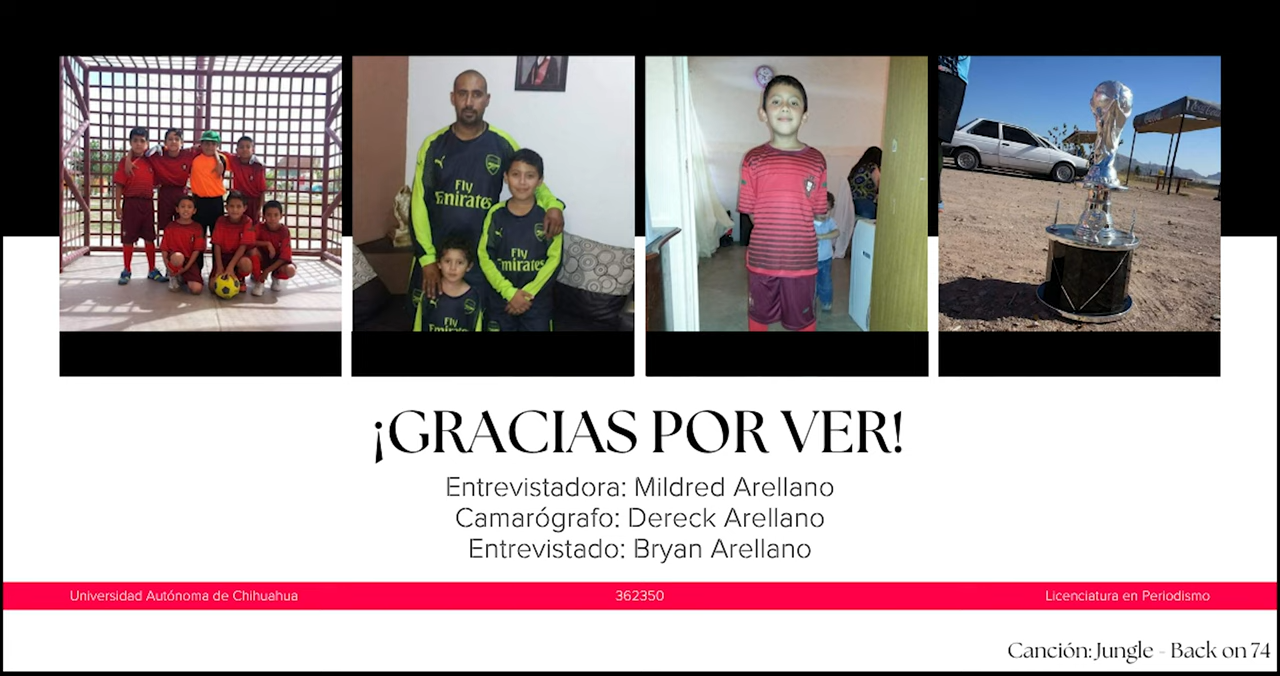 Fly
Emirates
Fly
Emirates
Fly
Emirates
¡GRACIAS POR VER!
Entrevistadora: Mildred Arellano
Camarógrafo: Dereck Arellano
Entrevistado: Bryan Arellano
Universidad Autónoma de Chihuahua
362350
Licenciatura en Periodismo
Canción: Jungle - Back on 74